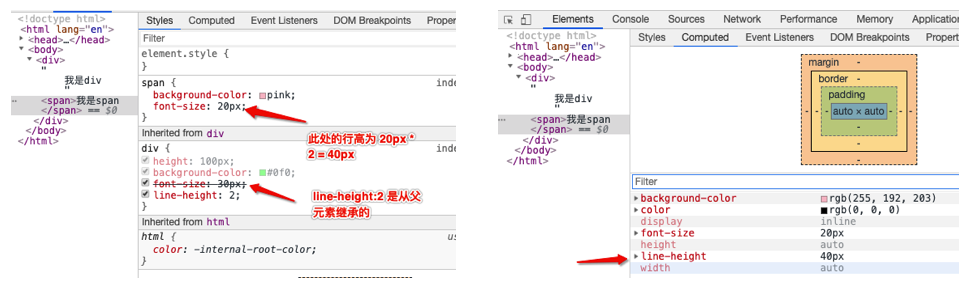 <!doctype html>
<html lang="en">
<head>…</head>
<body>
<div>
"
我是div
"
<span>我是span
</span> == $0
</div>
</body>
</html>
Styles Computed Event Listeners DOM Breakpoints Proper
Filter
element.style {
}
span { inde
background-color: pink;
font-size: 20px;
}
此处的行高为 20px *
2 = 40px
Inherited from div
div { inde
height: 100px;
background-color: #0f0;
font-size: 30px;
line-height: 2;
}
line-height:2 是从父
元素继承的
Inherited from html
html { us
color: -internal-root-color;
}
Elements Console Sources Network Performance Memory Application
<!doctype html>
<html lang="en">
<head>…</head>
<body>
<div>
"
我是div
"
<span>我是span
</span> == $0
</div>
</body>
</html>
Styles Computed Event Listeners DOM Breakpoints Propert
margin -
border -
padding -
- - - auto × auto - - -
-
-
-
Filter
background-color rgb(255, 192, 203)
color rgb(0, 0, 0)
display inline
font-size 20px
height auto
line-height 40px
width auto